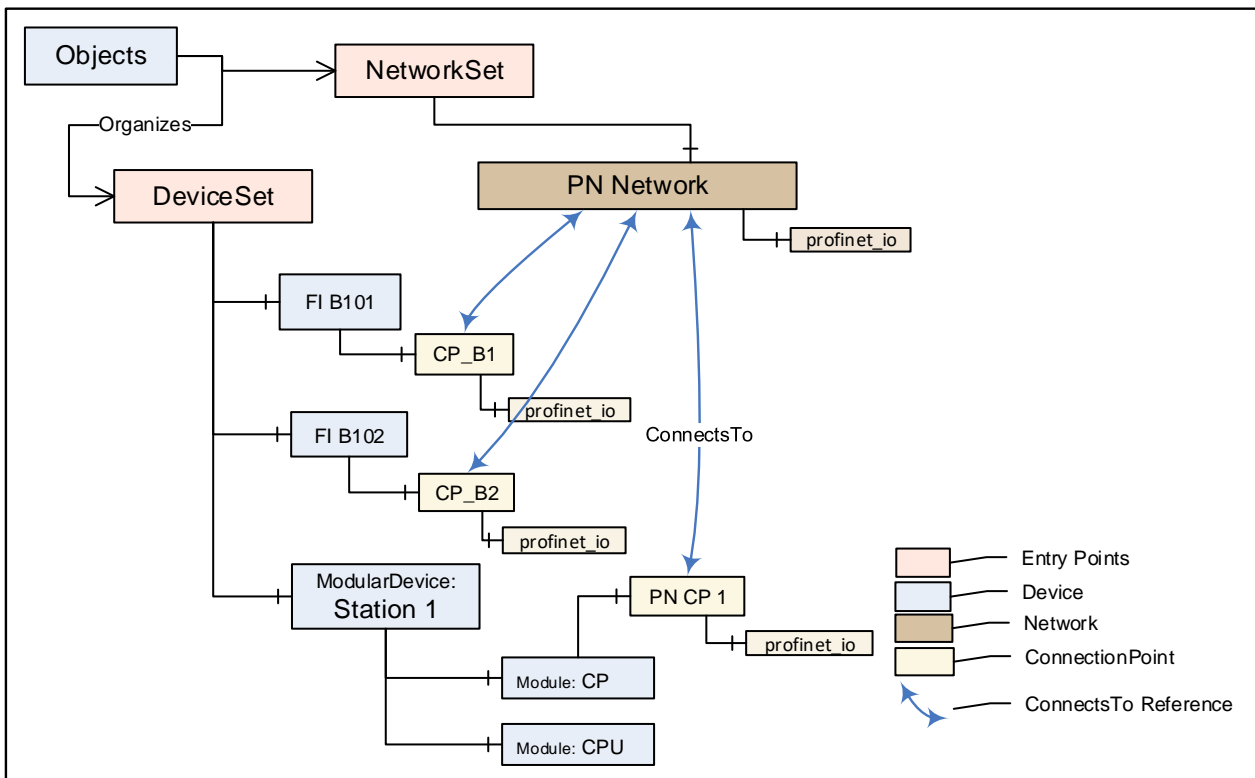 Objects
NetworkSet
Organizes
DeviceSet
PN Network
profinet_io
FI B101
CP_B1
profinet_io
FI B102
ConnectsTo
CP_B2
profinet_io
ModularDevice:
Station 1
PN CP 1
profinet_io
Module: CP
Module: CPU
Entry Points
Device
Network
ConnectionPoint
ConnectsTo Reference